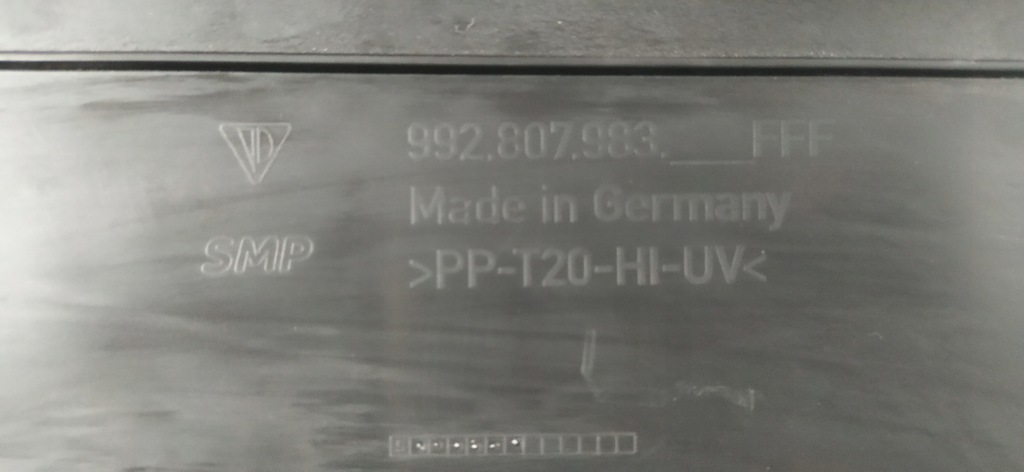 992.807.983.___FFF
Made in Germany
SMP
>PP-T20-HI-UV<